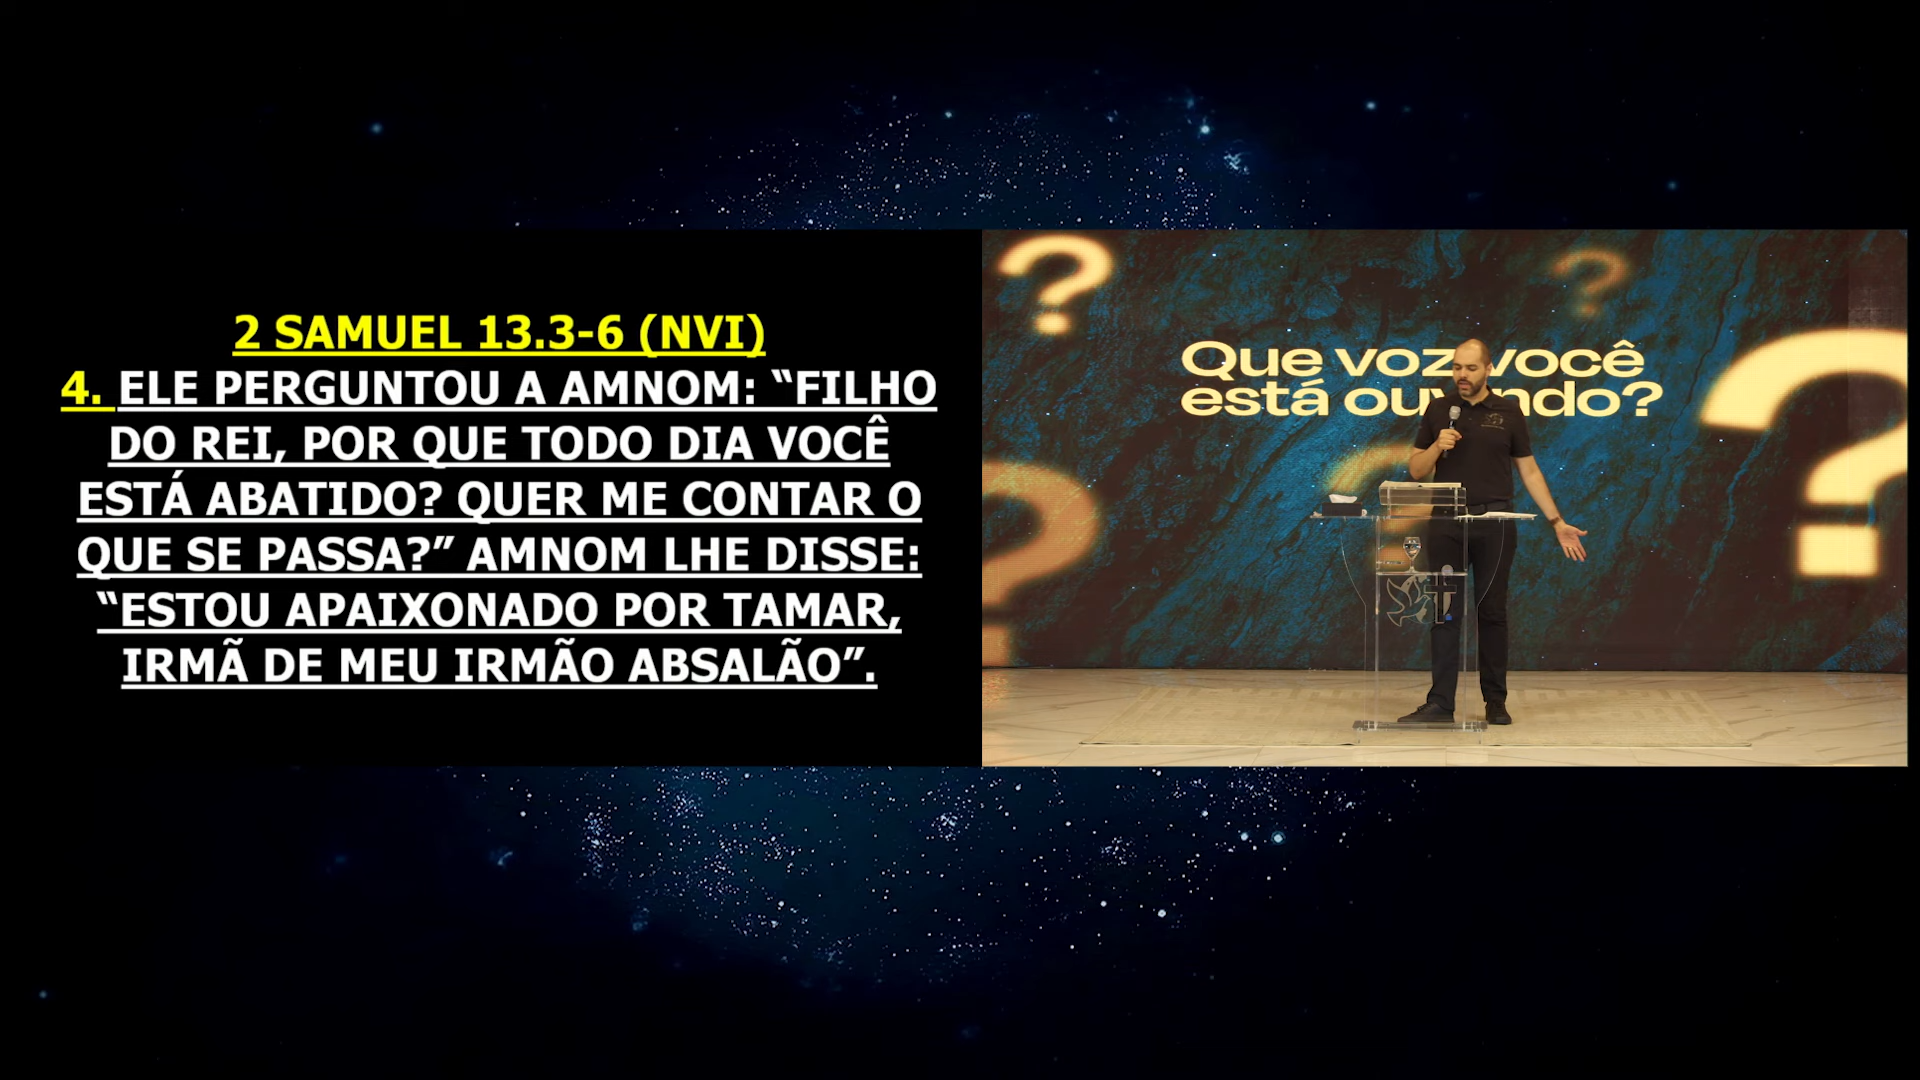 2 SAMUEL 13.3-6 (NVI)
4. ELE PERGUNTOU A AMNOM: “FILHO
DO REI, POR QUE TODO DIA VOCÊ
ESTÁ ABATIDO? QUER ME CONTAR O
QUE SE PASSA?” AMNOM LHE DISSE:
“ESTOU APAIXONADO POR TAMAR,
IRMÃ DE MEU IRMÃO ABSALÃO”.
Que voz você
está ouvindo?